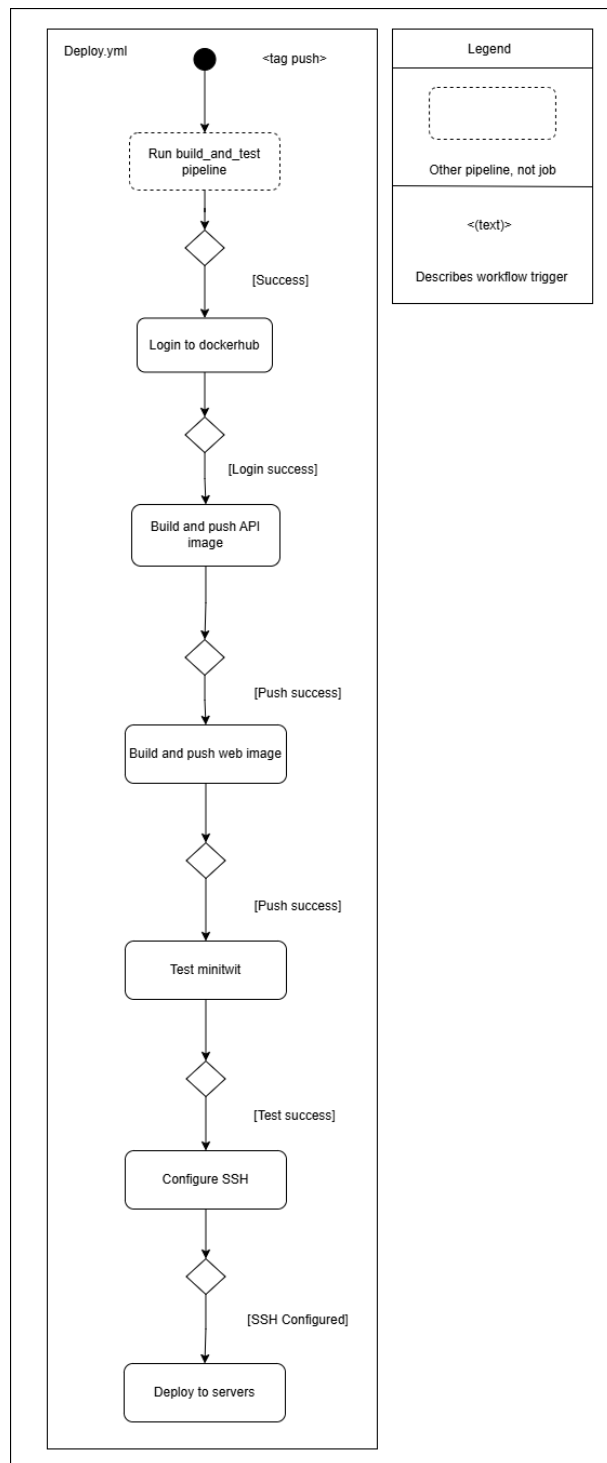 Deploy.yml
<tag push>
Run build_and_test
pipeline
[Success]
Login to dockerhub
[Login success]
Build and push API
image
[Push success]
Build and push web image
[Push success]
Test minitwit
[Test success]
Configure SSH
[SSH Configured]
Deploy to servers
Legend
Other pipeline, not job
<(text)>
Describes workflow trigger